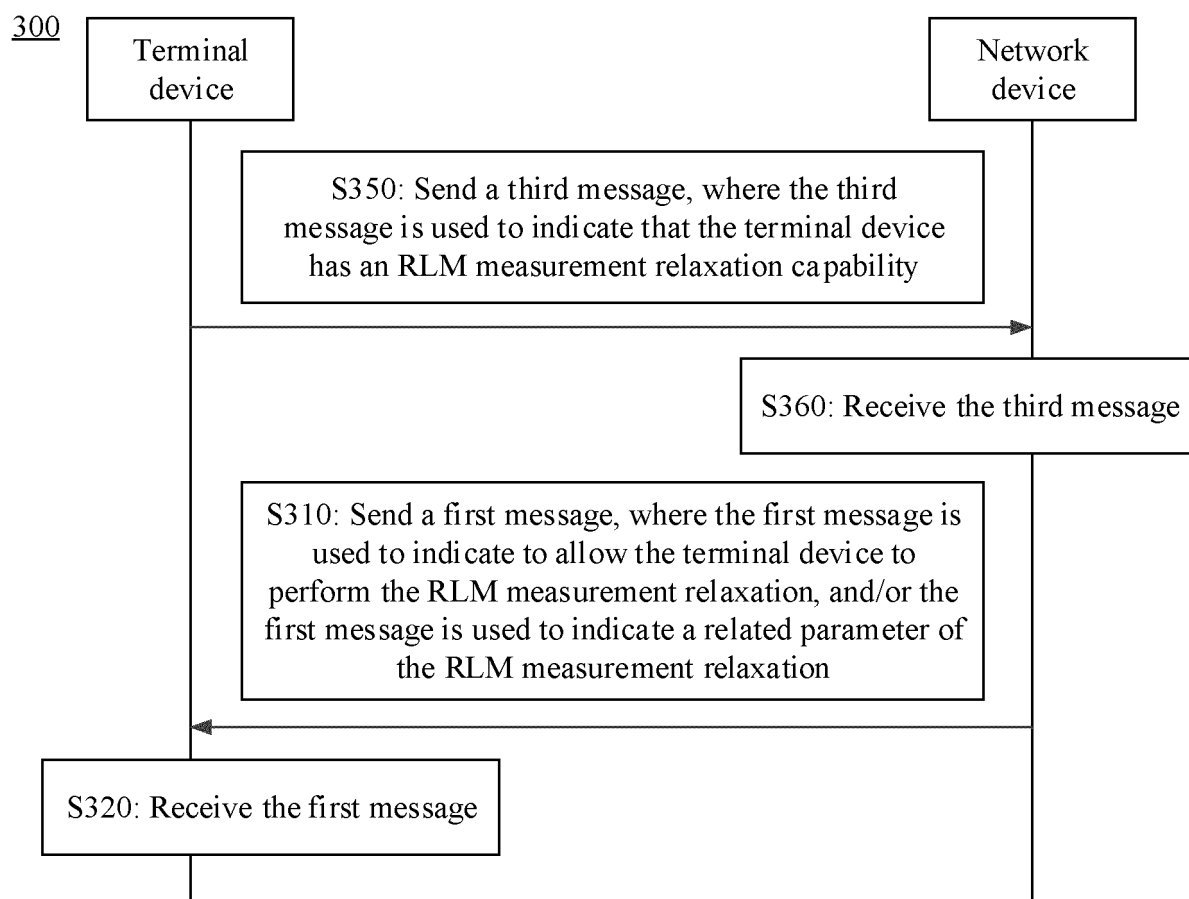 300
Terminal
device
Network
device
S350: Send a third message, where the third
message is used to indicate that the terminal device
has an RLM measurement relaxation capability
S360: Receive the third message
S310: Send a first message, where the first message is
used to indicate to allow the terminal device to
perform the RLM measurement relaxation, and/or the
first message is used to indicate a related parameter of
the RLM measurement relaxation
S320: Receive the first message